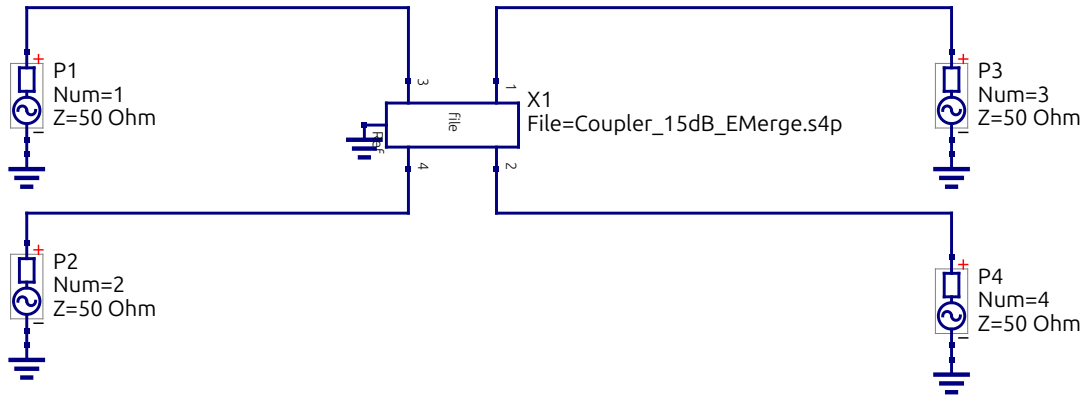 +
P1
Num=1
Z=50 Ohm
−
3
1
X1
File=Coupler_15dB_EMerge.s4p
file
Ref
4
2
+
P3
Num=3
Z=50 Ohm
−
+
P2
Num=2
Z=50 Ohm
−
+
P4
Num=4
Z=50 Ohm
−